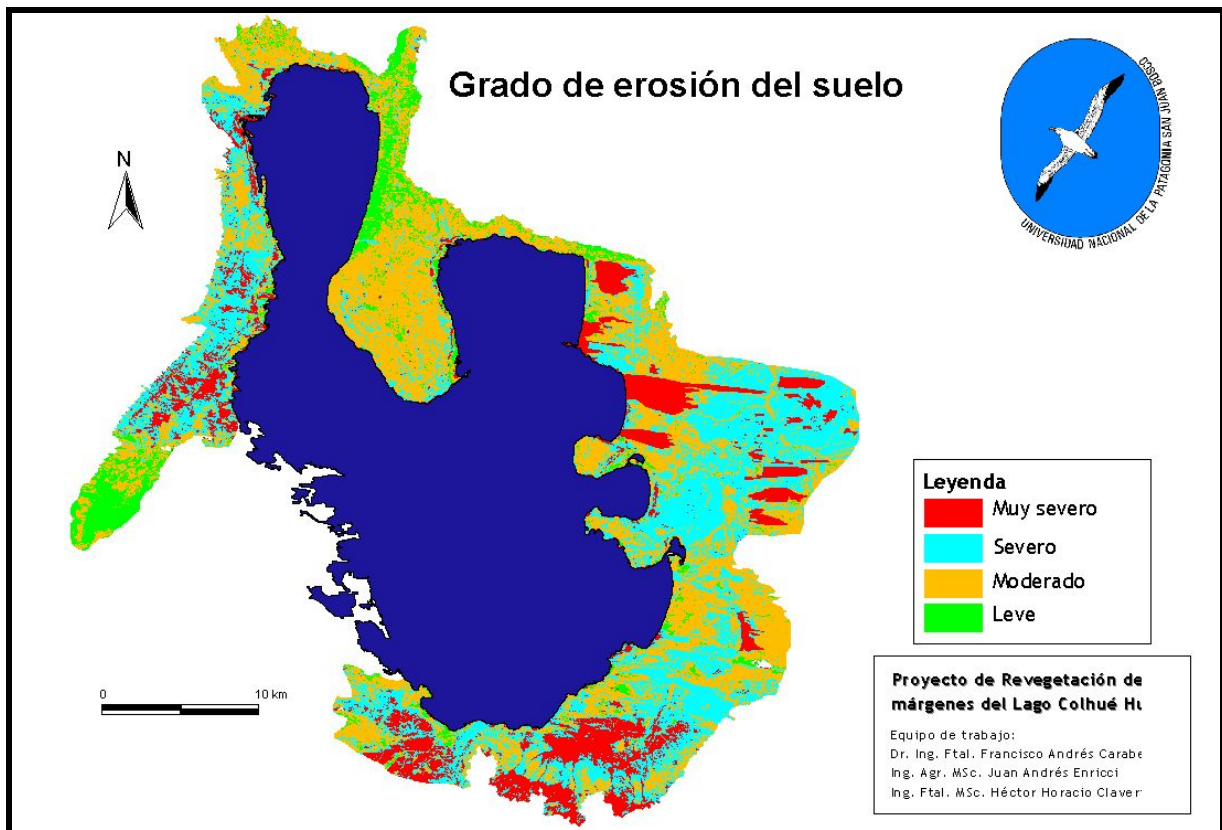 Grado de erosión del suelo
UNIVERSIDAD NACIONAL DE LA PATAGONIA SAN JUAN BOSCO
N
Leyenda
Muy severo
Severo
Moderado
Leve
0 10 km
Proyecto de Revegetación de
márgenes del Lago Colhué Hu
Equipo de trabajo:
Dr. Ing. Ftal. Francisco Andrés Carabe
Ing. Agr. MSc. Juan Andrés Enricci
Ing. Ftal. MSc. Héctor Horacio Claver